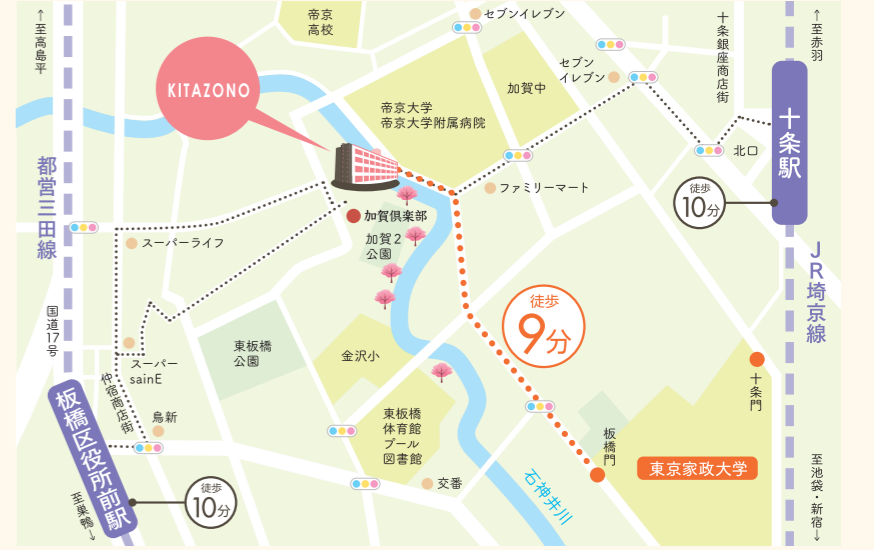 ↑至高島平
帝京
高校
セブンイレブン
十条銀座商店街
↑至赤羽
KITAZONO
帝京大学
帝京大学附属病院
加賀中
セブン
イレブン
十条駅
北口
徒歩
10分
都営三田線
ファミリーマート
加賀倶楽部
加賀2
公園
スーパーライフ
JR埼京線
国道17号
東板橋
公園
徒歩
9分
金沢小
スーパー
sainE
仲宿商店街
鳥新
十条門
東板橋
体育館
プール
図書館
板橋門
東京家政大学
板橋区役所前駅
徒歩
10分
交番
石神井川
至巣鴨↓
至池袋・新宿↓